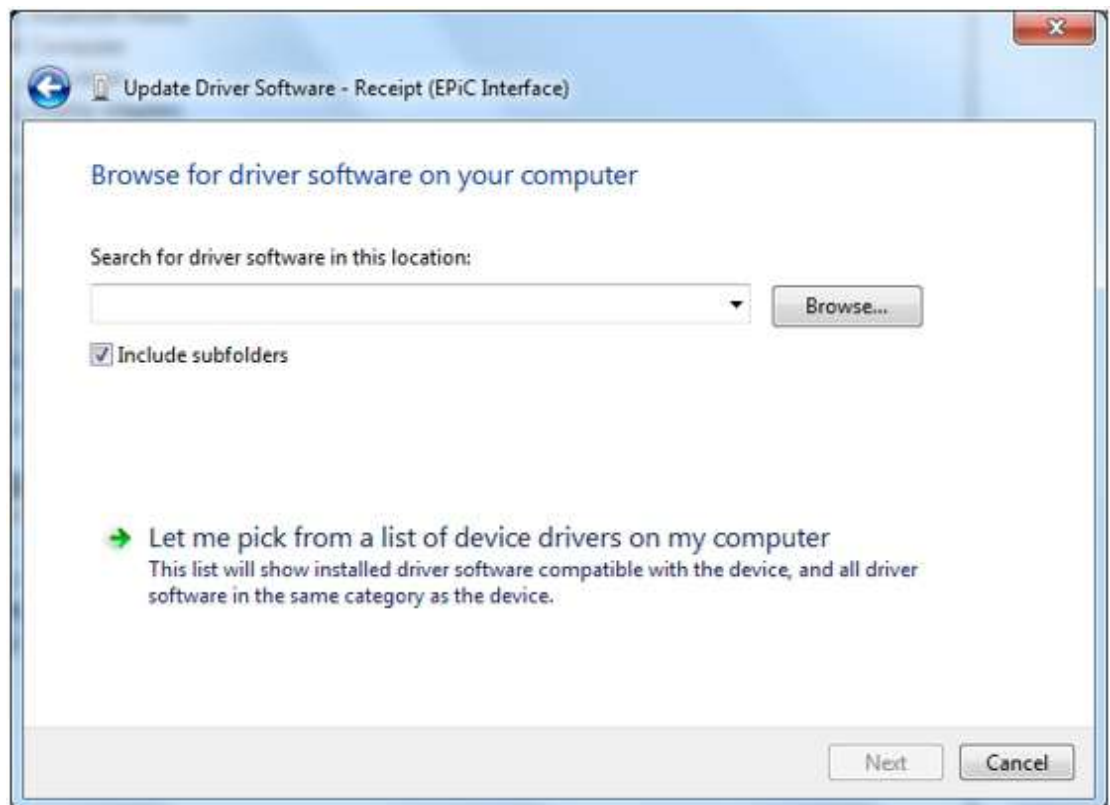 Update Driver Software - Receipt (EPiC Interface)
Browse for driver software on your computer
Search for driver software in this location:
Browse...
Include subfolders
Let me pick from a list of device drivers on my computer
This list will show installed driver software compatible with the device, and all driver
software in the same category as the device.
Next
Cancel